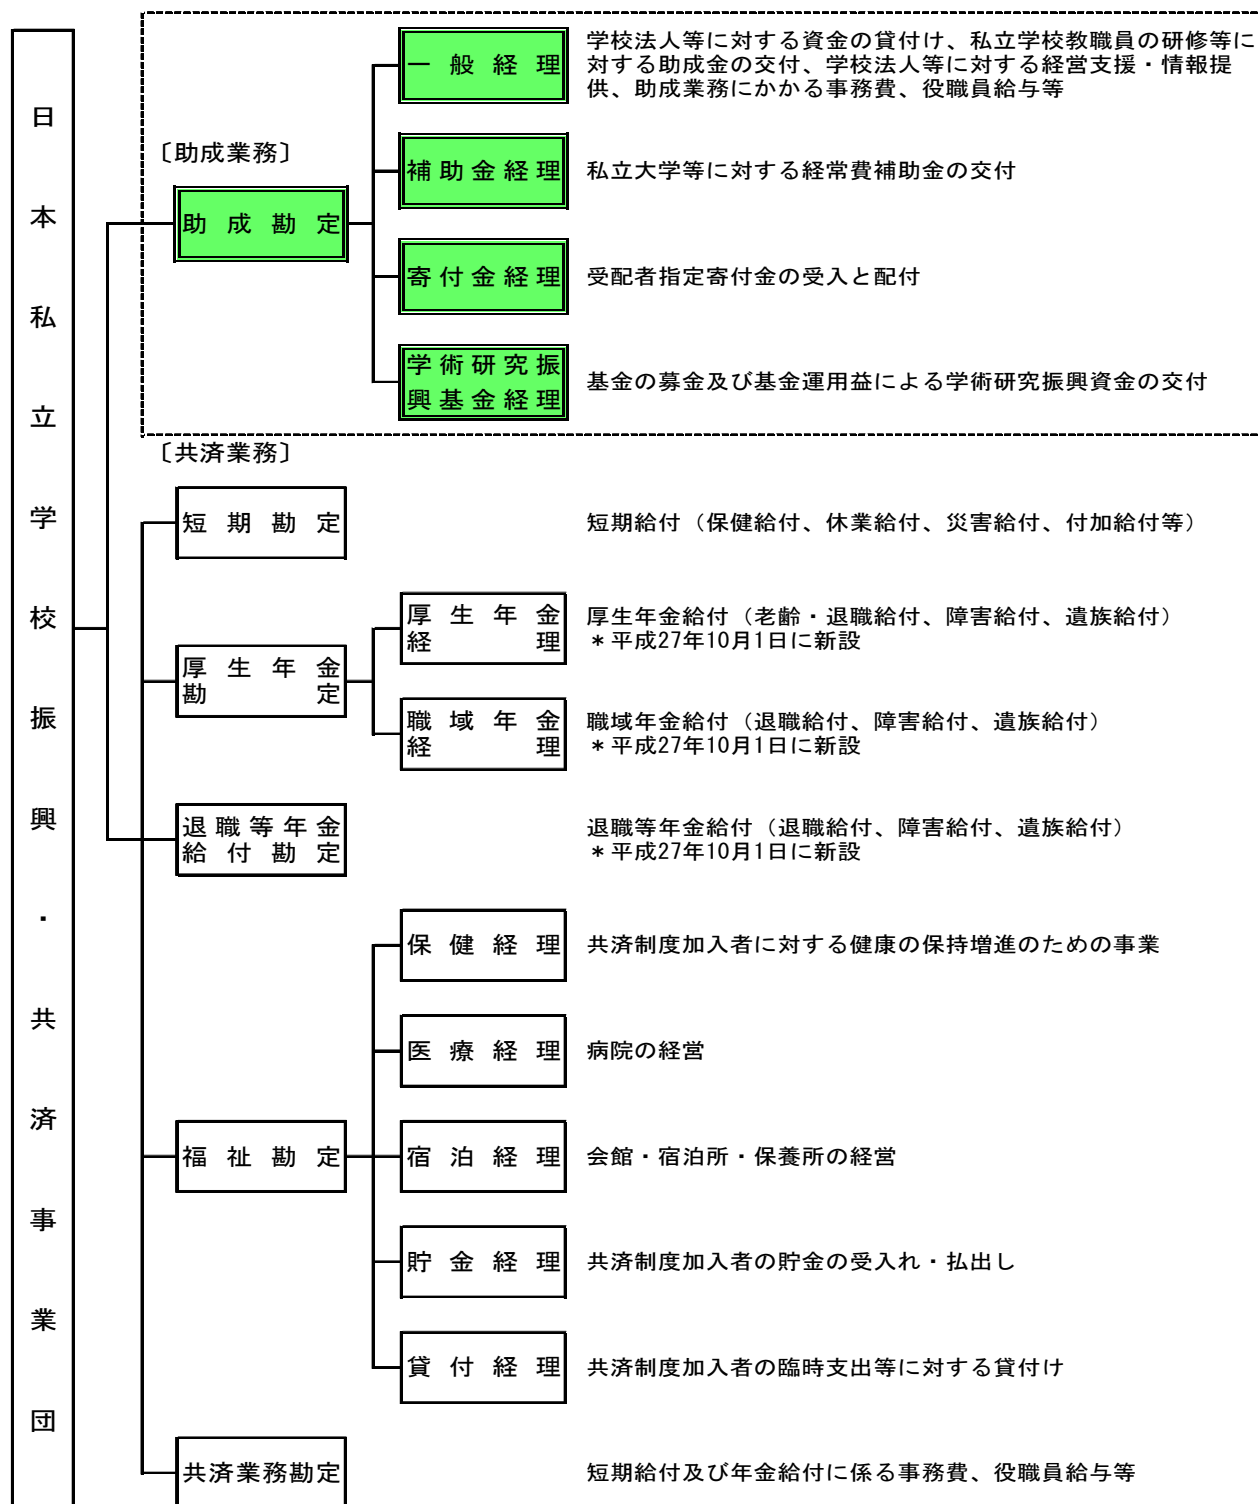 日本私立学校振興・共済事業団
〔助成業務〕
助成勘定
一般経理
学校法人等に対する資金の貸付け、私立学校教職員の研修等に
対する助成金の交付、学校法人等に対する経営支援・情報提
供、助成業務にかかる事務費、役職員給与等
補助金経理
私立大学等に対する経常費補助金の交付
寄付金経理
受配者指定寄付金の受入と配付
学術研究振
興基金経理
基金の募金及び基金運用益による学術研究振興資金の交付
〔共済業務〕
短期勘定
短期給付（保健給付、休業給付、災害給付、付加給付等）
厚生年金
勘定
厚生年金
経理
厚生年金給付（老齢・退職給付、障害給付、遺族給付）
＊平成27年10月1日に新設
職域年金
経理
職域年金給付（退職給付、障害給付、遺族給付）
＊平成27年10月1日に新設
退職等年金
給付勘定
退職等年金給付（退職給付、障害給付、遺族給付）
＊平成27年10月1日に新設
福祉勘定
保健経理
共済制度加入者に対する健康の保持増進のための事業
医療経理
病院の経営
宿泊経理
会館・宿泊所・保養所の経営
貯金経理
共済制度加入者の貯金の受入れ・払出し
貸付経理
共済制度加入者の臨時支出等に対する貸付け
共済業務勘定
短期給付及び年金給付に係る事務費、役職員給与等